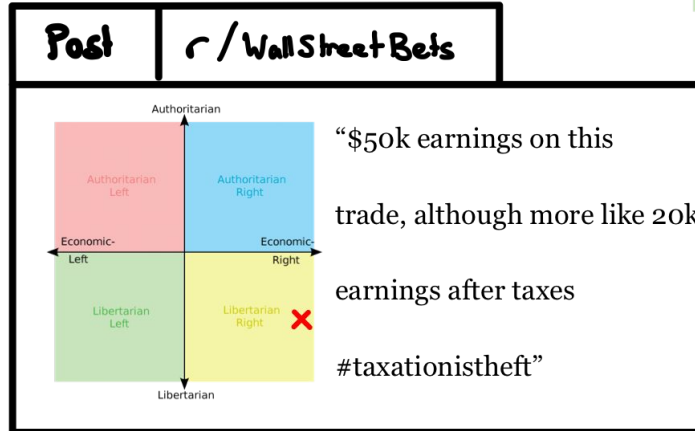 Post
r/WallStreetBets
Authoritarian
Authoritarian
Left
Authoritarian
Right
Economic-
Left
Economic-
Right
Libertarian
Left
Libertarian
Right
Libertarian
“$50k earnings on this
trade, although more like 20k
earnings after taxes
#taxationistheft”